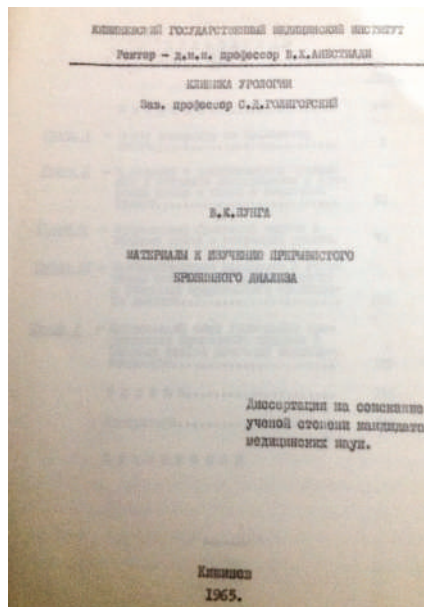 КИШИНЕВСКИЙ ГОСУДАРСТВЕННЫЙ МЕДИЦИНСКИЙ ИНСТИТУТ
Ректор – д.м.н. профессор В.К.АНЕСТИАДИ
КЛИНИКА УРОЛОГИИ
Зав. профессор С.Д.ГОЛИГОРСКИЙ
В.К.ЛУНГА
МАТЕРИАЛЫ К ИЗУЧЕНИЮ ПРЕРЫВИСТОГО
БРЮШИННОГО ДИАЛИЗА
Диссертация на соискание
ученой степени кандидата
медицинских наук.
Кишинев
1965.